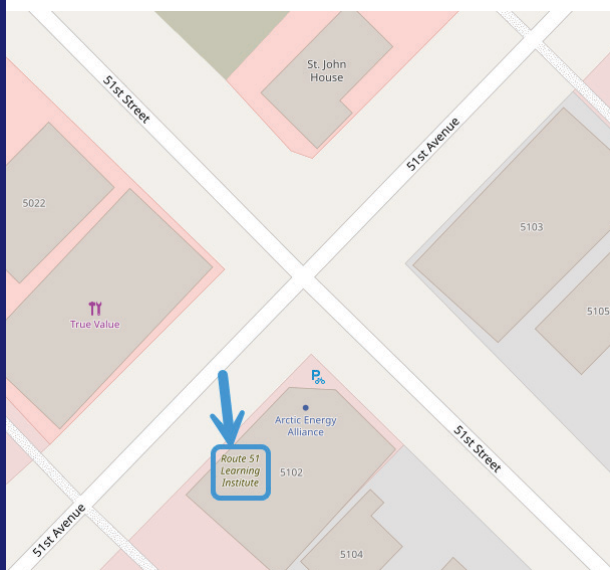 St. John
House
51st Street
51st Avenue
5022
5103
True Value
5105
P
Arctic Energy
Alliance
Route 51
Learning
Institute
5102
51st Street
51st Avenue
5104